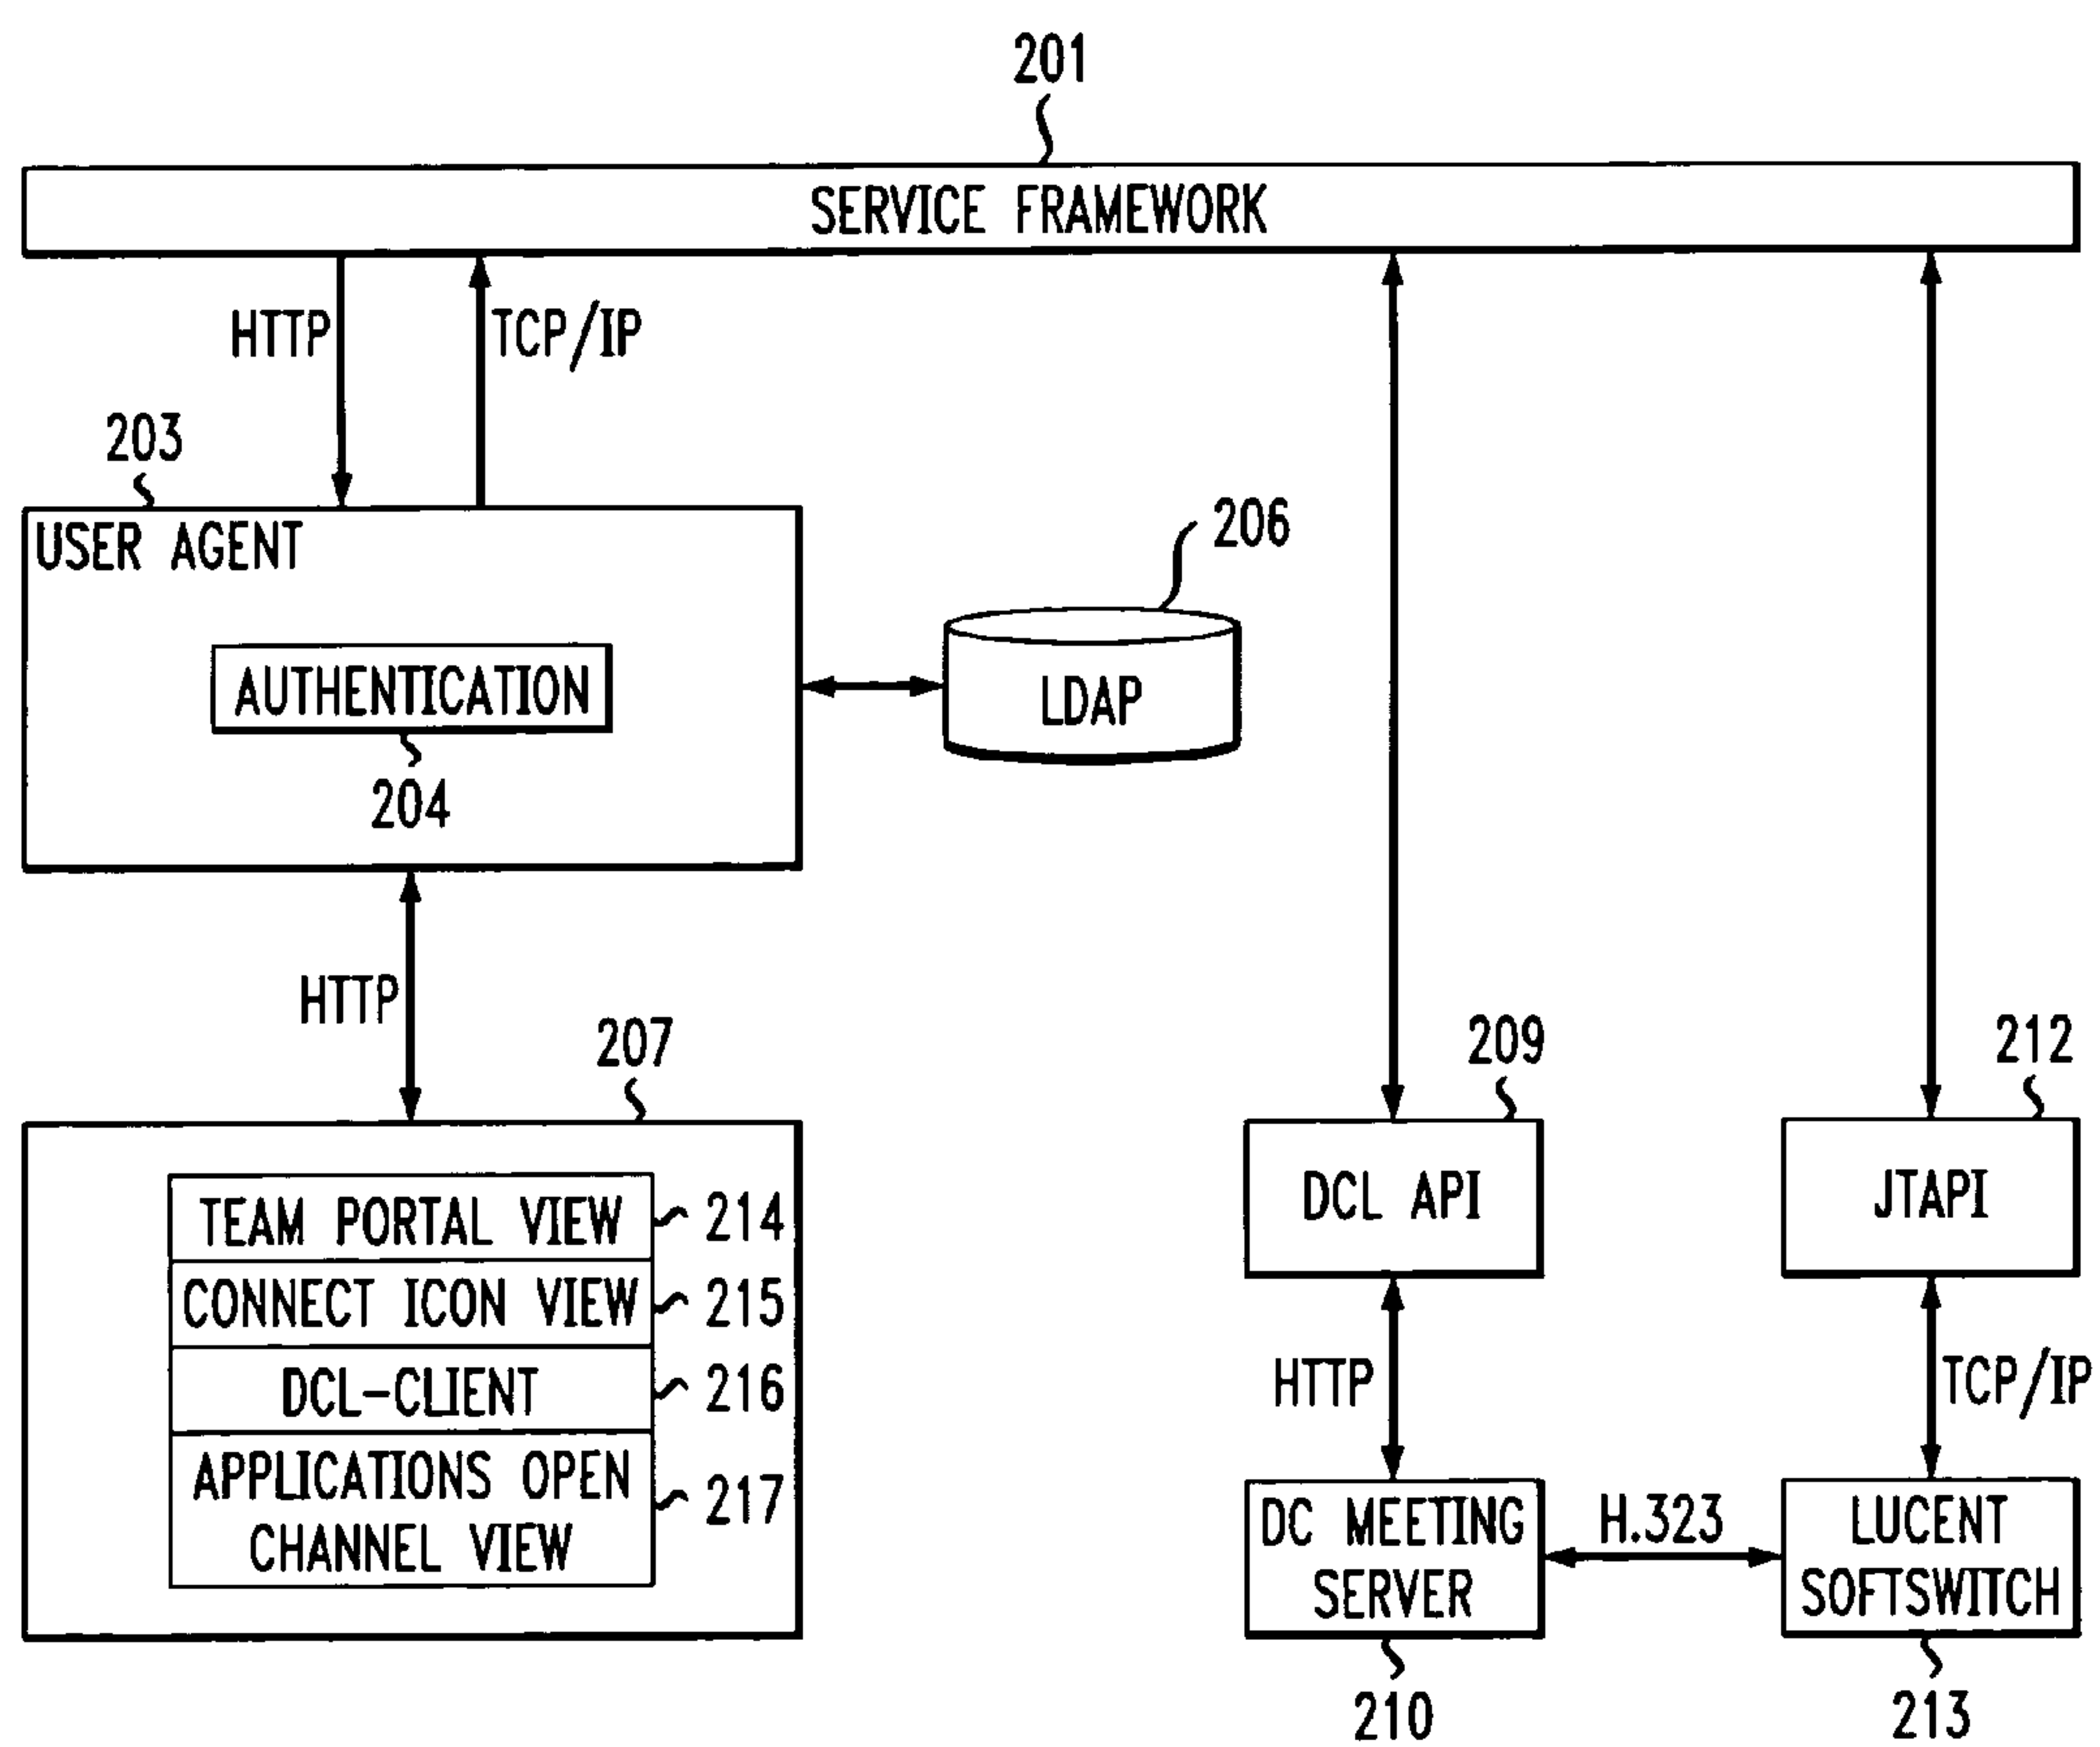 201
SERVICE FRAMEWORK
HTTP
TCP/IP
203
USER AGENT
206
AUTHENTICATION
LDAP
204
HTTP
207
209
212
TEAM PORTAL VIEW
214
DCL API
JTAPI
CONNECT ICON VIEW
215
DCL-CLIENT
216
HTTP
TCP/IP
APPLICATIONS OPEN
CHANNEL VIEW
217
DC MEETING
SERVER
H.323
LUCENT
SOFTSWITCH
210
213